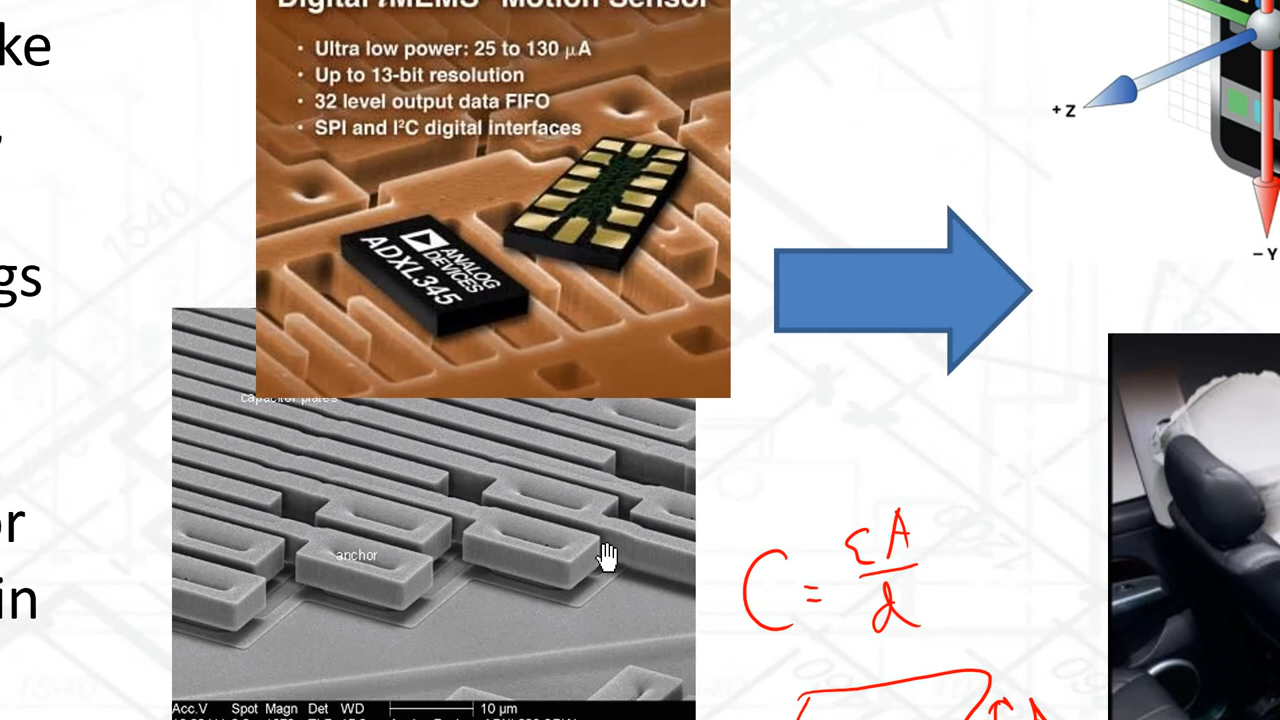 ke
Digital iMEMS® Motion Sensor
• Ultra low power: 25 to 130 μA
• Up to 13-bit resolution
• 32 level output data FIFO
• SPI and I²C digital interfaces
+ Z
– Y
1540
ANALOG
DEVICES
ADXL345
gs
capacitor plates
or
anchor
in
C = εA
d
Acc.V Spot Magn Det WD 10 μm